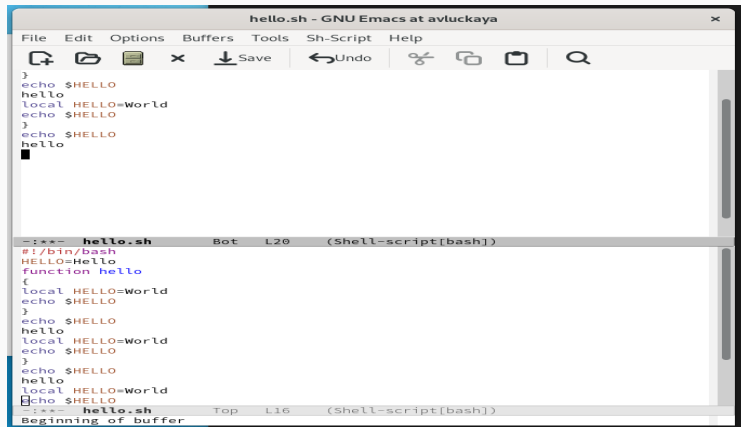 hello.sh - GNU Emacs at avluckaya ×
File Edit Options Buffers Tools Sh-Script Help
Save Undo
}
echo $HELLO
hello
local HELLO=World
echo $HELLO
}
echo $HELLO
hello
-:**- hello.sh Bot L20 (Shell-script[bash])
#!/bin/bash
HELLO=Hello
function hello
{
local HELLO=World
echo $HELLO
}
echo $HELLO
hello
local HELLO=World
echo $HELLO
}
echo $HELLO
hello
local HELLO=World
echo $HELLO
-:**- hello.sh Top L16 (Shell-script[bash])
Beginning of buffer